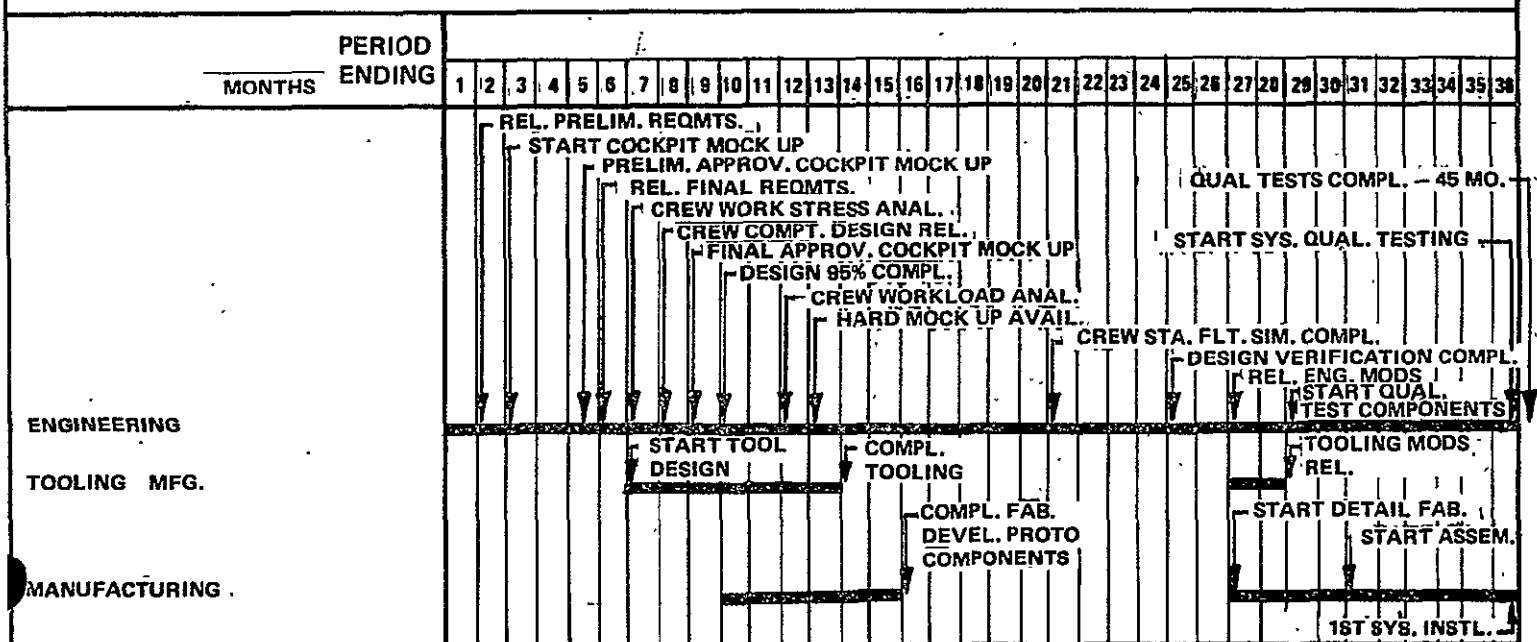 PERIOD
MONTHS ENDING
1 2 3 4 5 6 7 8 9 10 11 12 13 14 15 16 17 18 19 20 21 22 23 24 25 26 27 28 29 30 31 32 33 34 35 36
REL. PRELIM. REQMTS.
START COCKPIT MOCK UP
PRELIM. APPROV. COCKPIT MOCK UP
REL. FINAL REQMTS.
QUAL TESTS COMPL. – 45 MO.
CREW WORK STRESS ANAL.
CREW COMPT. DESIGN REL.
START SYS. QUAL. TESTING
FINAL APPROV. COCKPIT MOCK UP
DESIGN 95% COMPL.
CREW WORKLOAD ANAL.
HARD MOCK UP AVAIL.
CREW STA. FLT. SIM. COMPL.
DESIGN VERIFICATION COMPL.
REL. ENG. MODS
START QUAL.
TEST COMPONENTS
ENGINEERING
START TOOL
DESIGN
COMPL.
TOOLING
TOOLING MODS
REL.
TOOLING MFG.
COMPL. FAB.
DEVEL. PROTO
COMPONENTS
START DETAIL FAB.
START ASSEM.
MANUFACTURING
1ST SYS. INSTL.